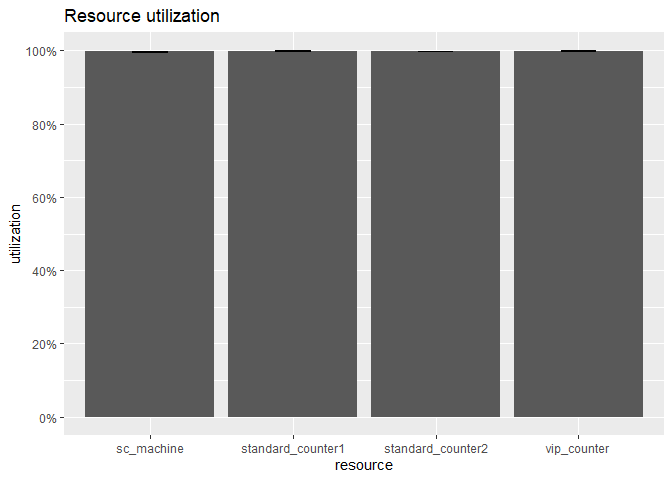 Resource utilization
100%
80%
60%
40%
20%
0%
utilization
sc_machine standard_counter1 standard_counter2 vip_counter
resource